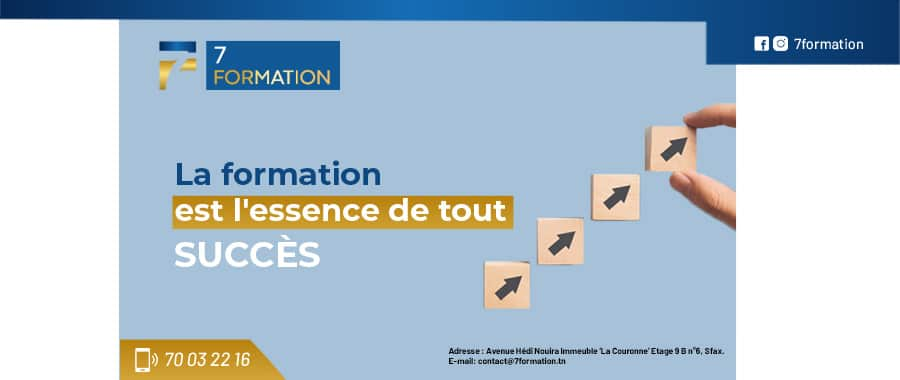 7formation
7
FORMATION
La formation
est l'essence de tout
SUCCÈS
70 03 22 16
Adresse : Avenue Hédi Nouira Immeuble 'La Couronne' Etage 9 B n°6, Sfax.
E-mail: contact@7formation.tn